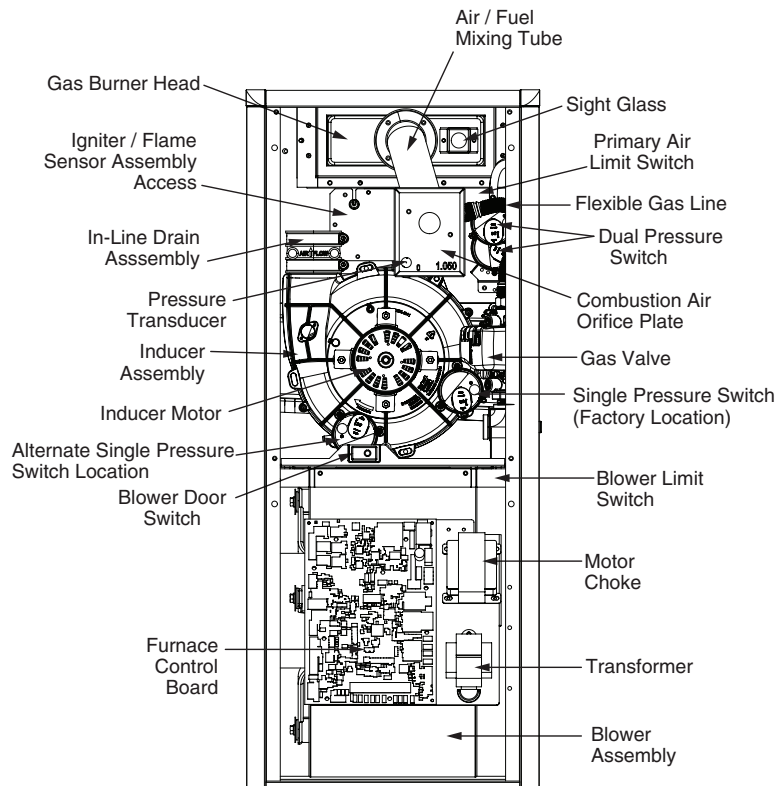 Air / Fuel
Mixing Tube
Gas Burner Head
Sight Glass
Igniter / Flame
Sensor Assembly
Access
Primary Air
Limit Switch
Flexible Gas Line
In-Line Drain
Asssembly
Dual Pressure
Switch
0 1.060
Pressure
Transducer
Combustion Air
Orifice Plate
Inducer
Assembly
Gas Valve
Inducer Motor
Single Pressure Switch
(Factory Location)
Alternate Single Pressure
Switch Location
Blower Door
Switch
Blower Limit
Switch
Motor
Choke
Furnace
Control
Board
Transformer
Blower
Assembly